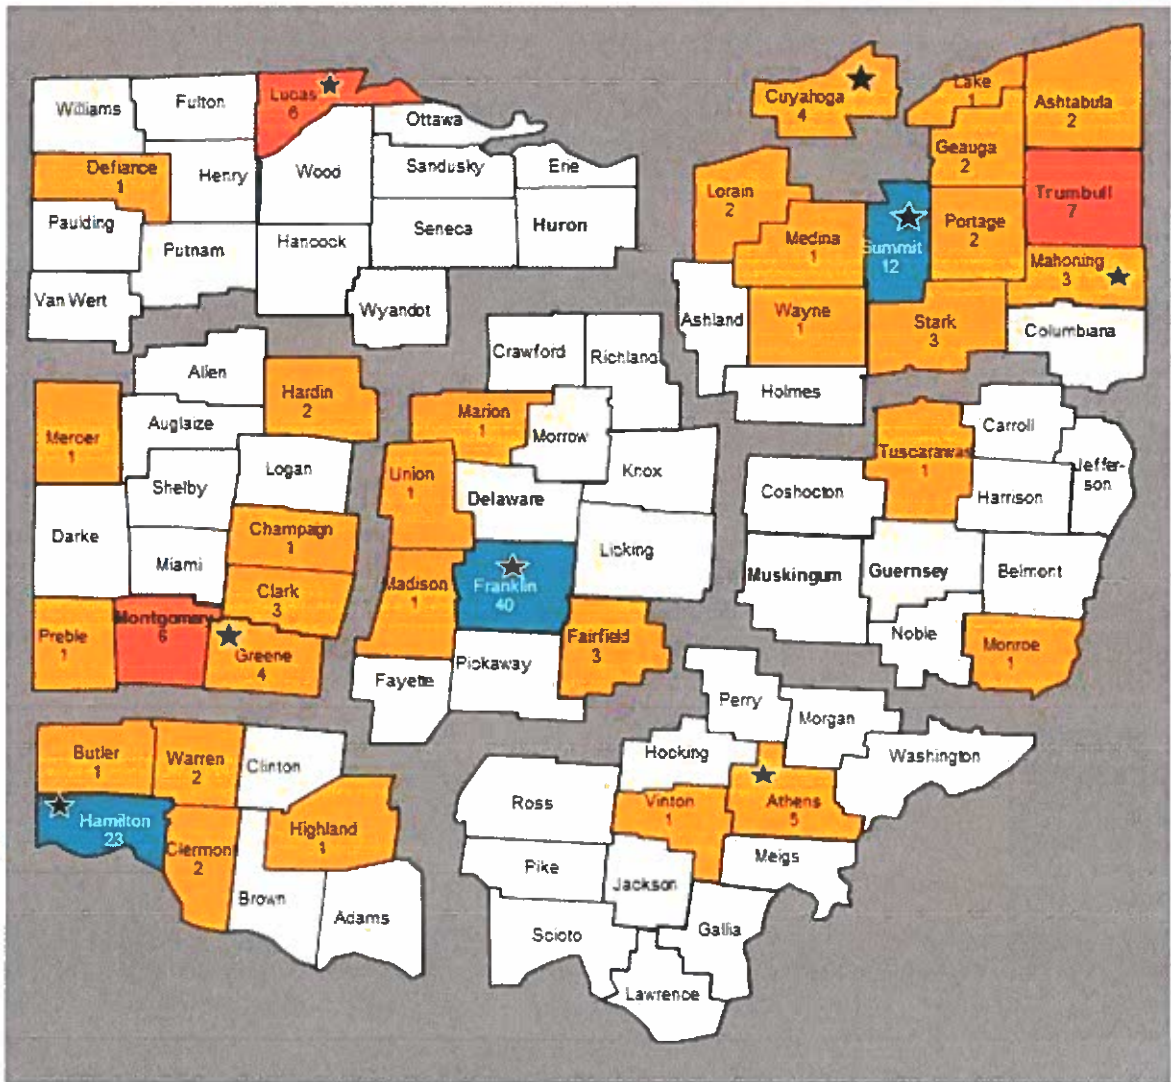 Williams
Fulton
Lucas
6
Ottawa
Defiance
1
Henry
Wood
Sandusky
Erie
Paulding
Putnam
Hancock
Seneca
Huron
Van Wert
Wyandot
Cuyahoga
4
Lake
1
Ashtabula
2
Geauga
2
Lorain
2
Trumbull
7
Medina
1
Summit
12
Portage
2
Mahoning
3
Ashland
Wayne
1
Stark
3
Columbiana
Holmes
Allen
Hardin
2
Mercer
1
Auglaize
Logan
Shelby
Darke
Champaign
1
Miami
Clark
3
Preble
1
Montgomery
6
Greene
4
Crawford
Richland
Marion
1
Morrow
Union
1
Knox
Delaware
Licking
Madison
1
Franklin
40
Fairfield
3
Pickaway
Fayette
Carroll
Tuscarawas
1
Jeffer-
son
Coshocton
Harrison
Muskingum
Guernsey
Belmont
Noble
Monroe
1
Butler
1
Warren
2
Clinton
Hamilton
23
Highland
1
Clermont
2
Brown
Adams
Perry
Morgan
Hocking
Washington
Ross
Vinton
1
Athens
5
Pike
Meigs
Jackson
Gallia
Scioto
Lawrence